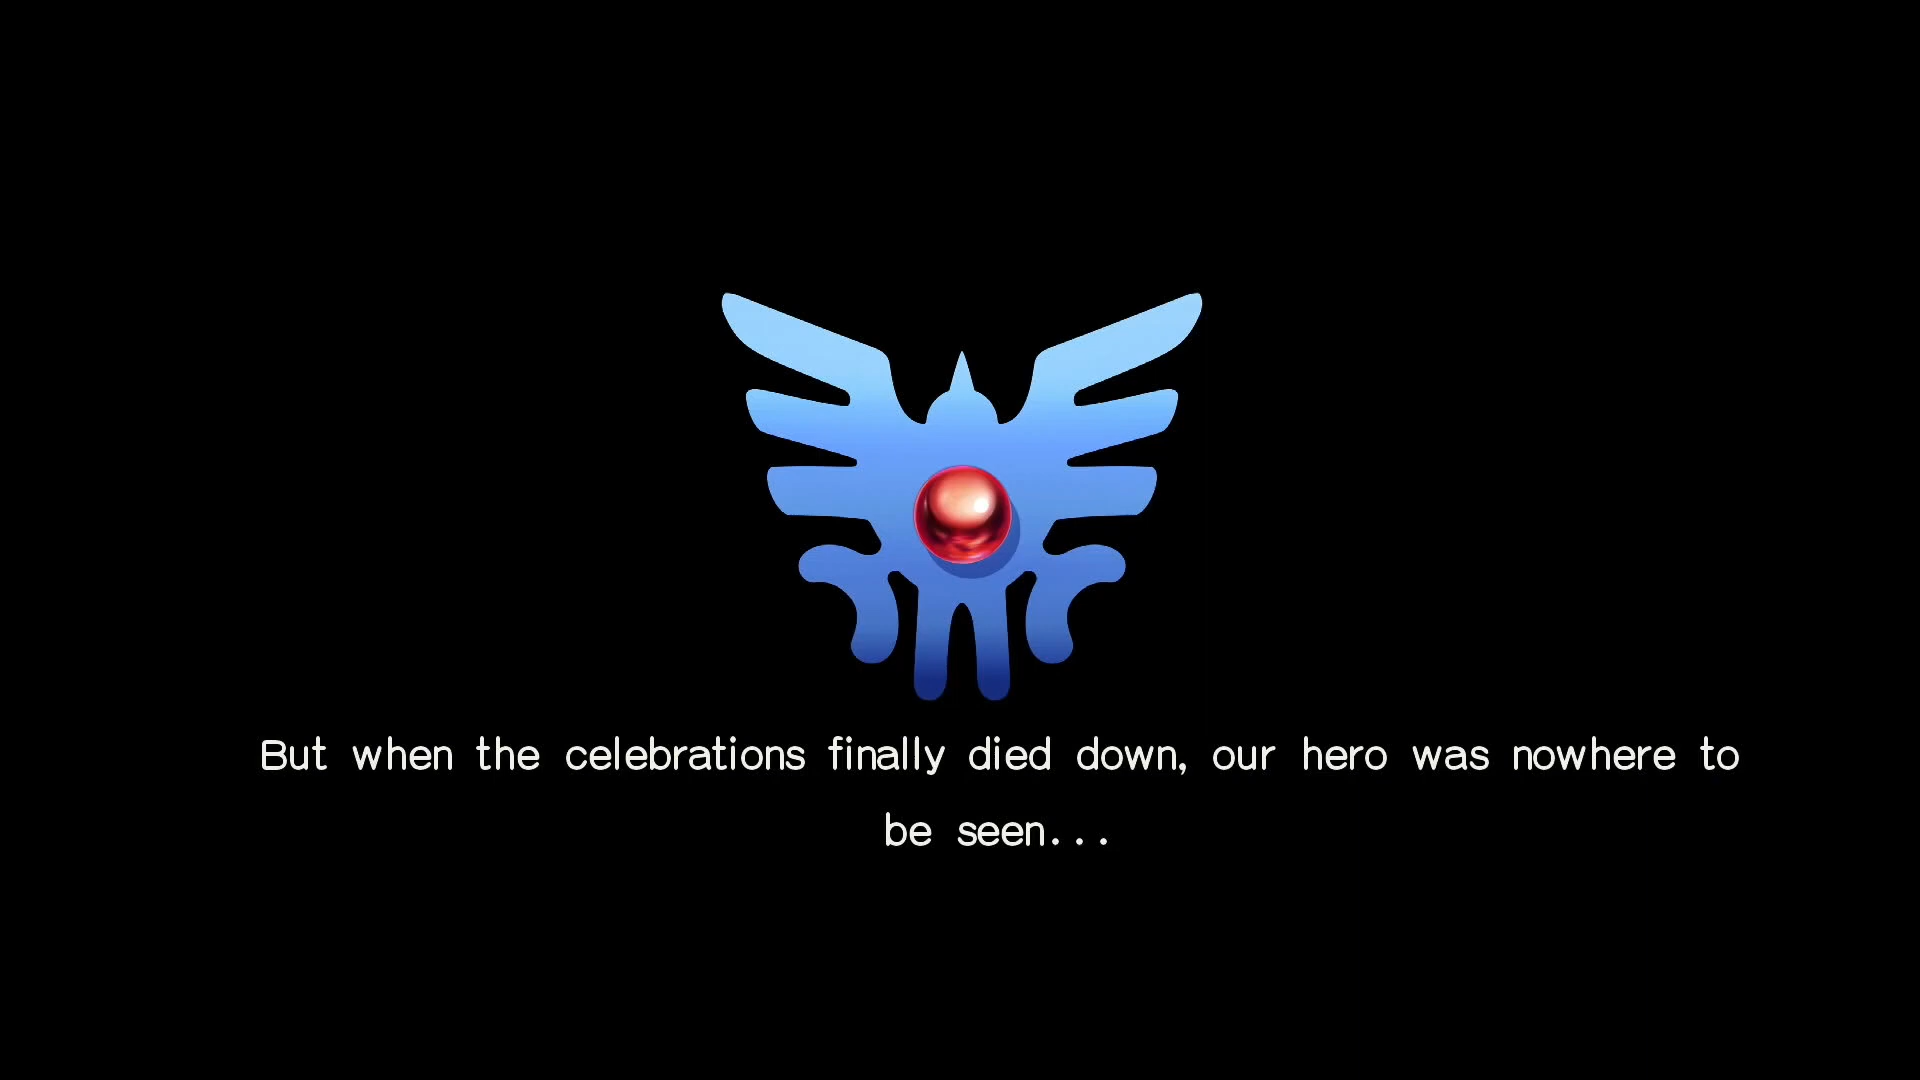 But when the celebrations finally died down, our hero was nowhere to
be seen...